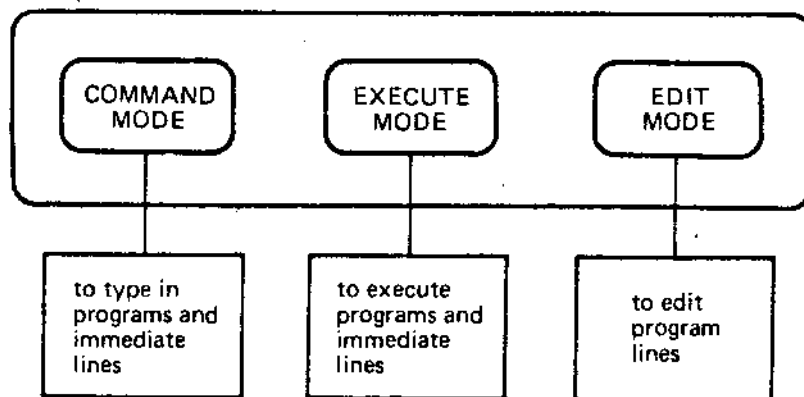 COMMAND
MODE
EXECUTE
MODE
EDIT
MODE
to type in
programs and
immediate
lines
to execute
programs and
immediate
lines
to edit
program
lines